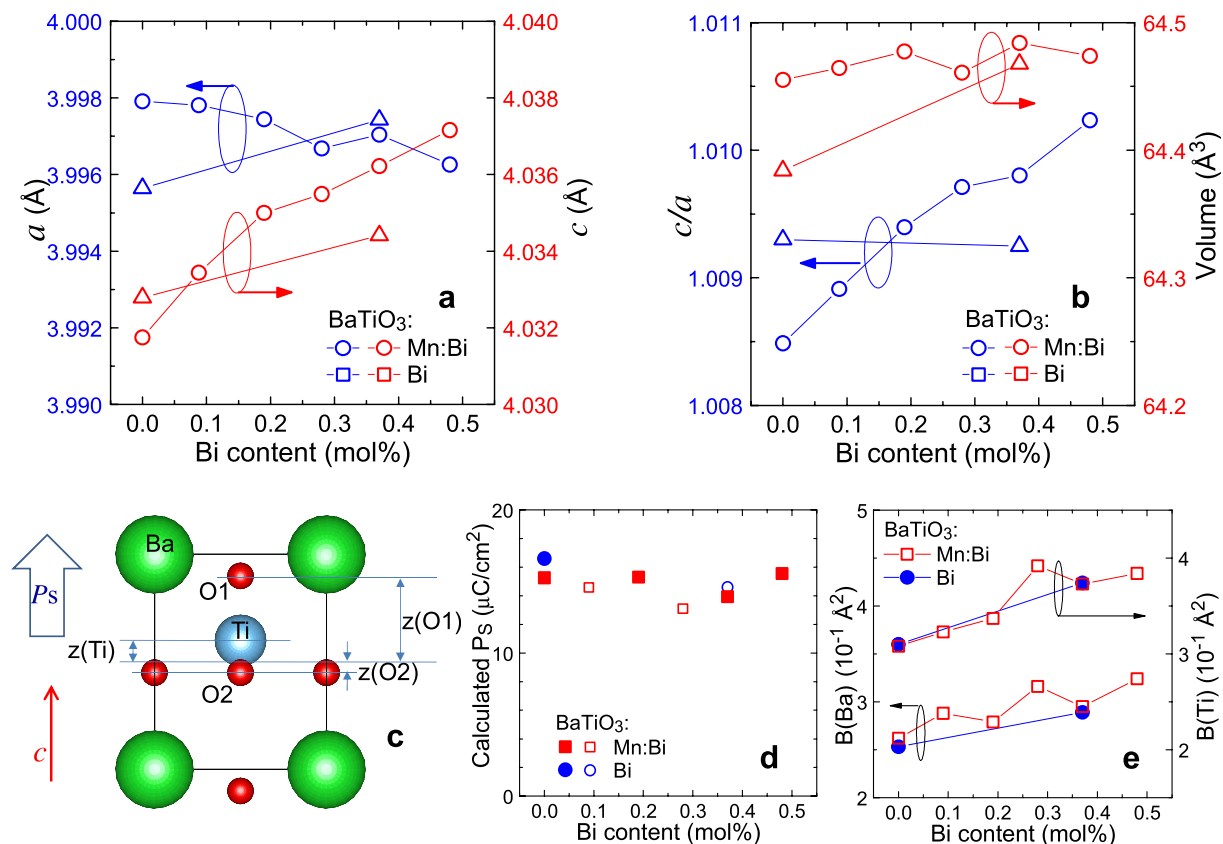 4.000
3.998
3.996
3.994
3.992
3.990
a (Å)
4.040
4.038
4.036
4.034
4.032
4.030
c (Å)
a
BaTiO3:
Mn:Bi
Bi
0.0 0.1 0.2 0.3 0.4 0.5
Bi content (mol%)
1.011
1.010
1.009
1.008
c/a
64.5
64.4
64.3
64.2
Volume (Å3)
b
BaTiO3:
Mn:Bi
Bi
0.0 0.1 0.2 0.3 0.4 0.5
Bi content (mol%)
Ps
c
Ba
O1
Ti
z(O1)
z(Ti)
z(O2)
O2
c
20
16
12
8
4
0
Calculated Ps (μC/cm2)
BaTiO3:
Mn:Bi
Bi
d
0.0 0.1 0.2 0.3 0.4 0.5
Bi content (mol%)
5
4
3
2
B(Ba) (10-1 Å2)
BaTiO3:
Mn:Bi
Bi
4
3
2
B(Ti) (10-1 Å2)
e
0.0 0.1 0.2 0.3 0.4 0.5
Bi content (mol%)